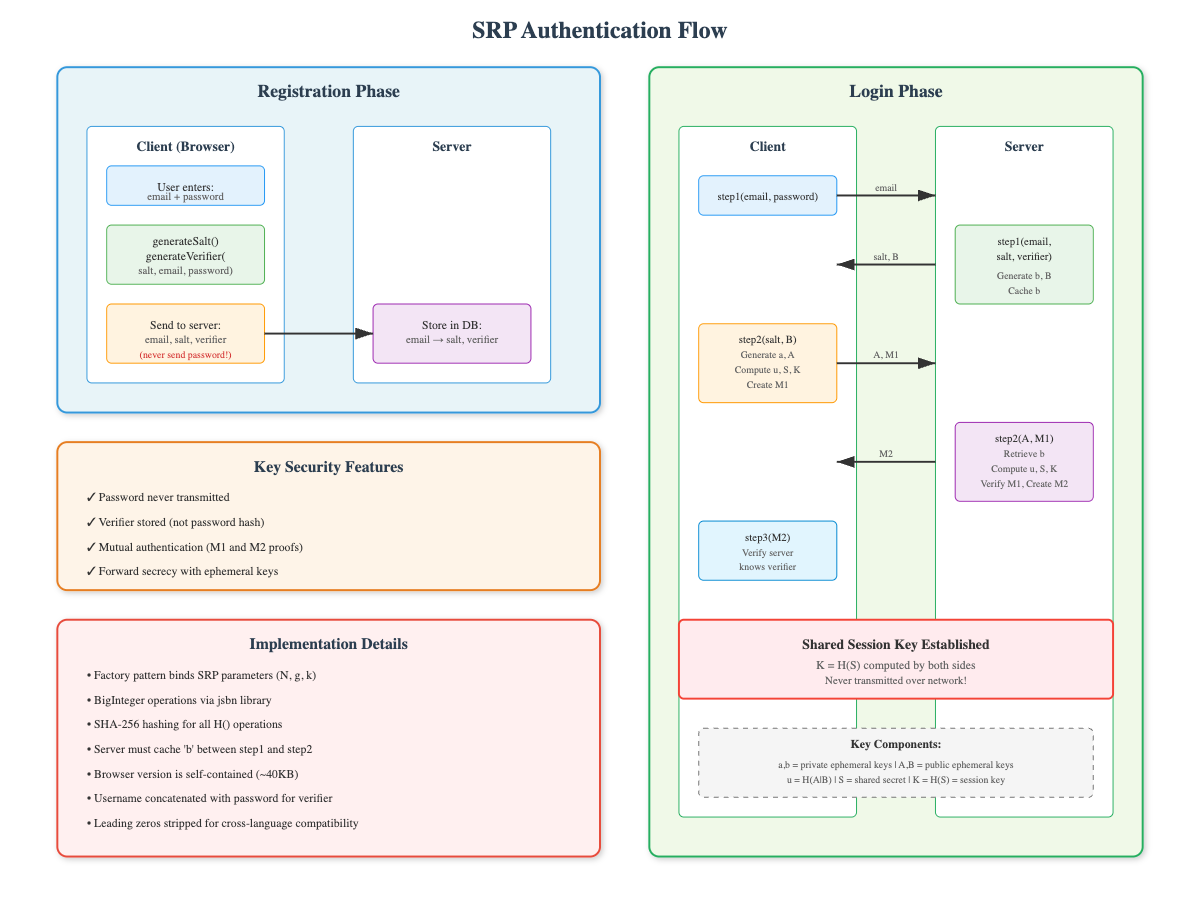 SRP Authentication Flow
Registration Phase
Client (Browser)
User enters:
email + password
generateSalt()
generateVerifier(
salt, email, password)
Send to server:
email, salt, verifier
(never send password!)
Server
Store in DB:
email → salt, verifier
Key Security Features
✓ Password never transmitted
✓ Verifier stored (not password hash)
✓ Mutual authentication (M1 and M2 proofs)
✓ Forward secrecy with ephemeral keys
Implementation Details
• Factory pattern binds SRP parameters (N, g, k)
• BigInteger operations via jsbn library
• SHA-256 hashing for all H() operations
• Server must cache 'b' between step1 and step2
• Browser version is self-contained (~40KB)
• Username concatenated with password for verifier
• Leading zeros stripped for cross-language compatibility
Login Phase
Client
Server
step1(email, password)
email
step1(email,
salt, verifier)
Generate b, B
Cache b
salt, B
step2(salt, B)
Generate a, A
Compute u, S, K
Create M1
A, M1
step2(A, M1)
Retrieve b
Compute u, S, K
Verify M1, Create M2
M2
step3(M2)
Verify server
knows verifier
Shared Session Key Established
K = H(S) computed by both sides
Never transmitted over network!
Key Components:
a,b = private ephemeral keys | A,B = public ephemeral keys
u = H(A|B) | S = shared secret | K = H(S) = session key